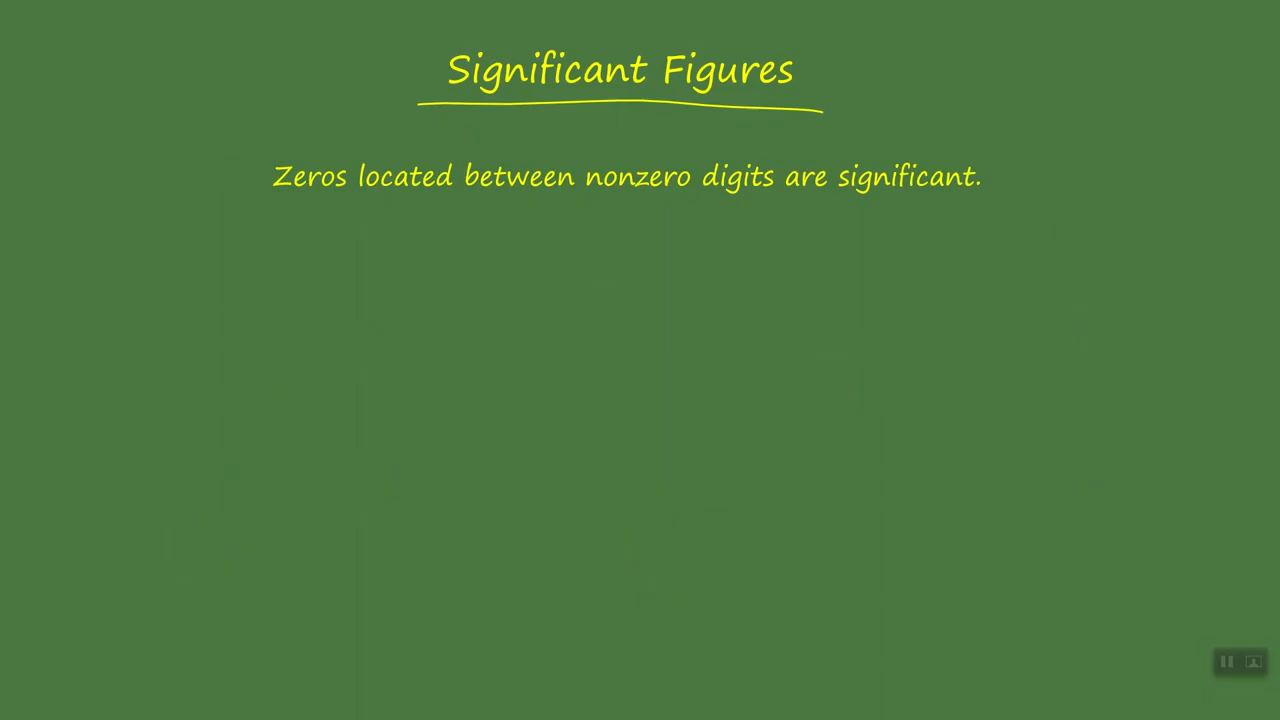 Significant Figures
Zeros located between nonzero digits are significant.